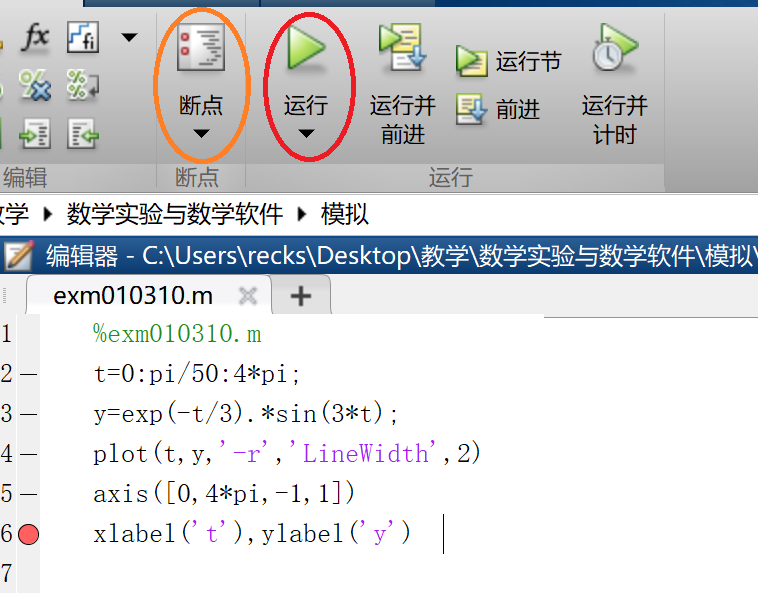 fx
fi
断点
运行
运行并
前进
运行节
前进
运行并
计时
编辑
断点
运行
学 ▶ 数学实验与数学软件 ▶ 模拟
编辑器 - C:\Users\recks\Desktop\教学\数学实验与数学软件\模拟\
exm010310.m
1 %exm010310.m
2 t=0:pi/50:4*pi;
3 y=exp(-t/3).*sin(3*t);
4 plot(t,y,'-r','LineWidth',2)
5 axis([0,4*pi,-1,1])
6 xlabel('t'),ylabel('y')
7